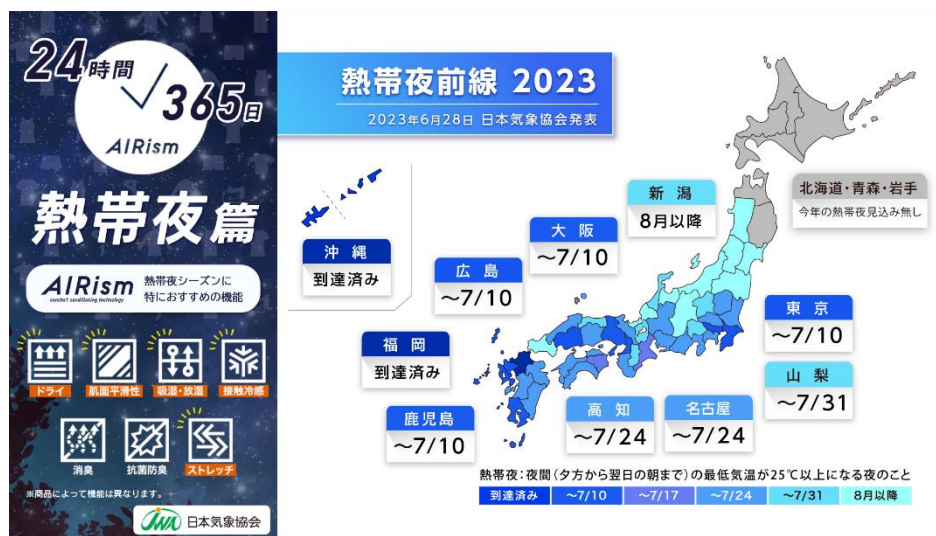 24時間
365日
AIRism
熱帯夜篇
AIRism
comfort conditioning technology
熱帯夜シーズンに
特におすすめの機能
ドライ
肌面平滑性
吸湿・放湿
接触冷感
消臭
抗菌防臭
ストレッチ
※商品によって機能は異なります。
JWA 日本気象協会
熱帯夜前線 2023
2023年6月28日 日本気象協会発表
沖縄
到達済み
新潟
8月以降
北海道・青森・岩手
今年の熱帯夜見込み無し
大阪
～7/10
広島
～7/10
東京
～7/10
福岡
到達済み
山梨
～7/31
鹿児島
～7/10
高知
～7/24
名古屋
～7/24
熱帯夜：夜間（夕方から翌日の朝まで）の最低気温が25℃以上になる夜のこと
到達済み ～7/10 ～7/17 ～7/24 ～7/31 8月以降